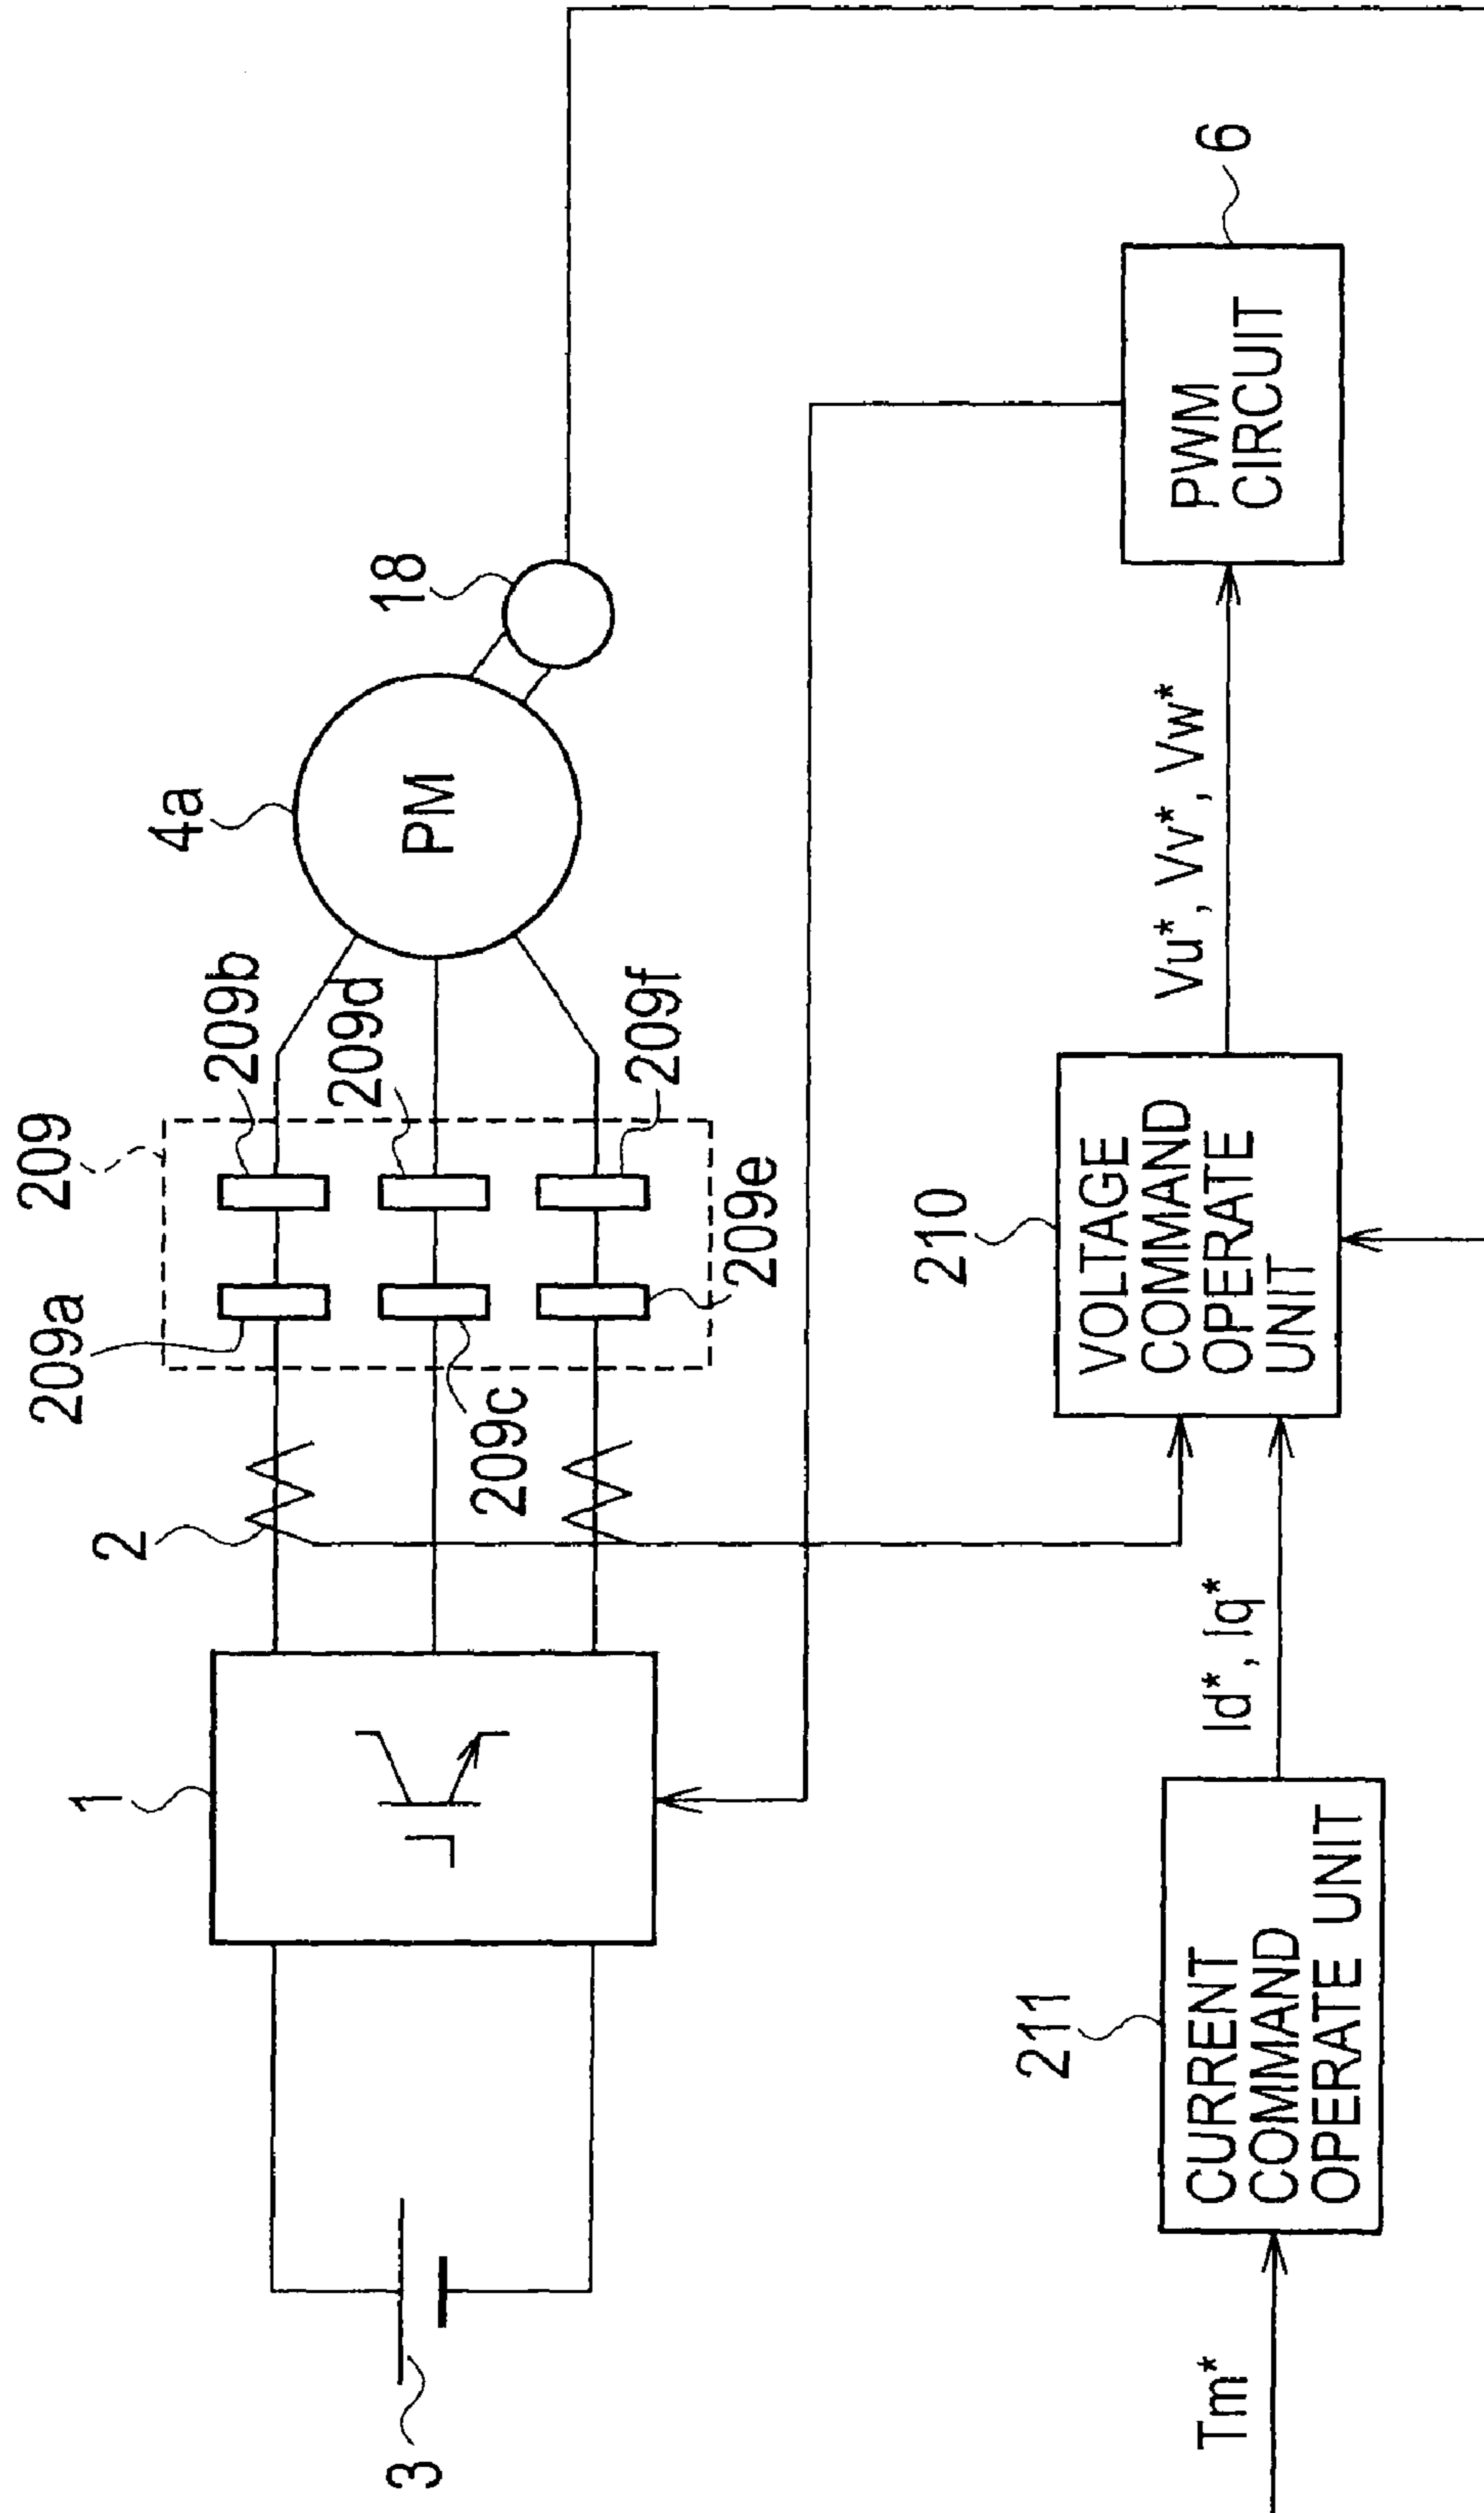 209
209a
209b
4a
18
1
2
209d
PM
3
209c
209f
209e
210
VOLTAGE
COMMAND
OPERATE
UNIT
Vu*, Vv*, Vw*
PWM
CIRCUIT
6
211
CURRENT
COMMAND
OPERATE UNIT
Id*, Iq*
Tm*